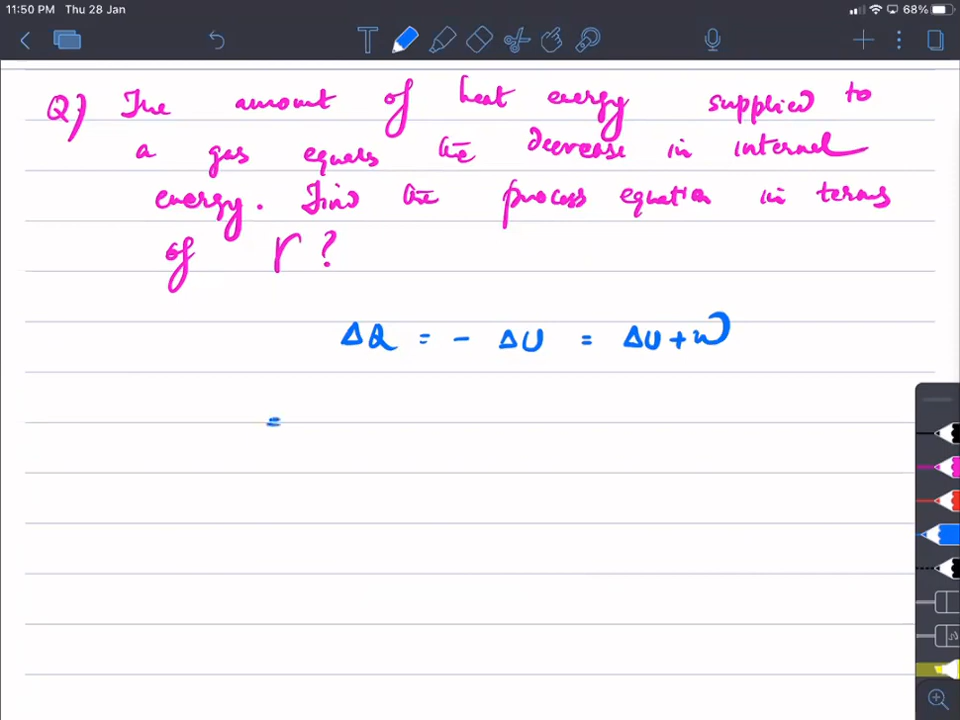 11:50 PM Thu 28 Jan 68%
T
Q) The amount of heat energy supplied to
a gas equals the decrease in internal
energy. Find the process equation in terms
of r ?
ΔQ = - ΔU = ΔU + W
=